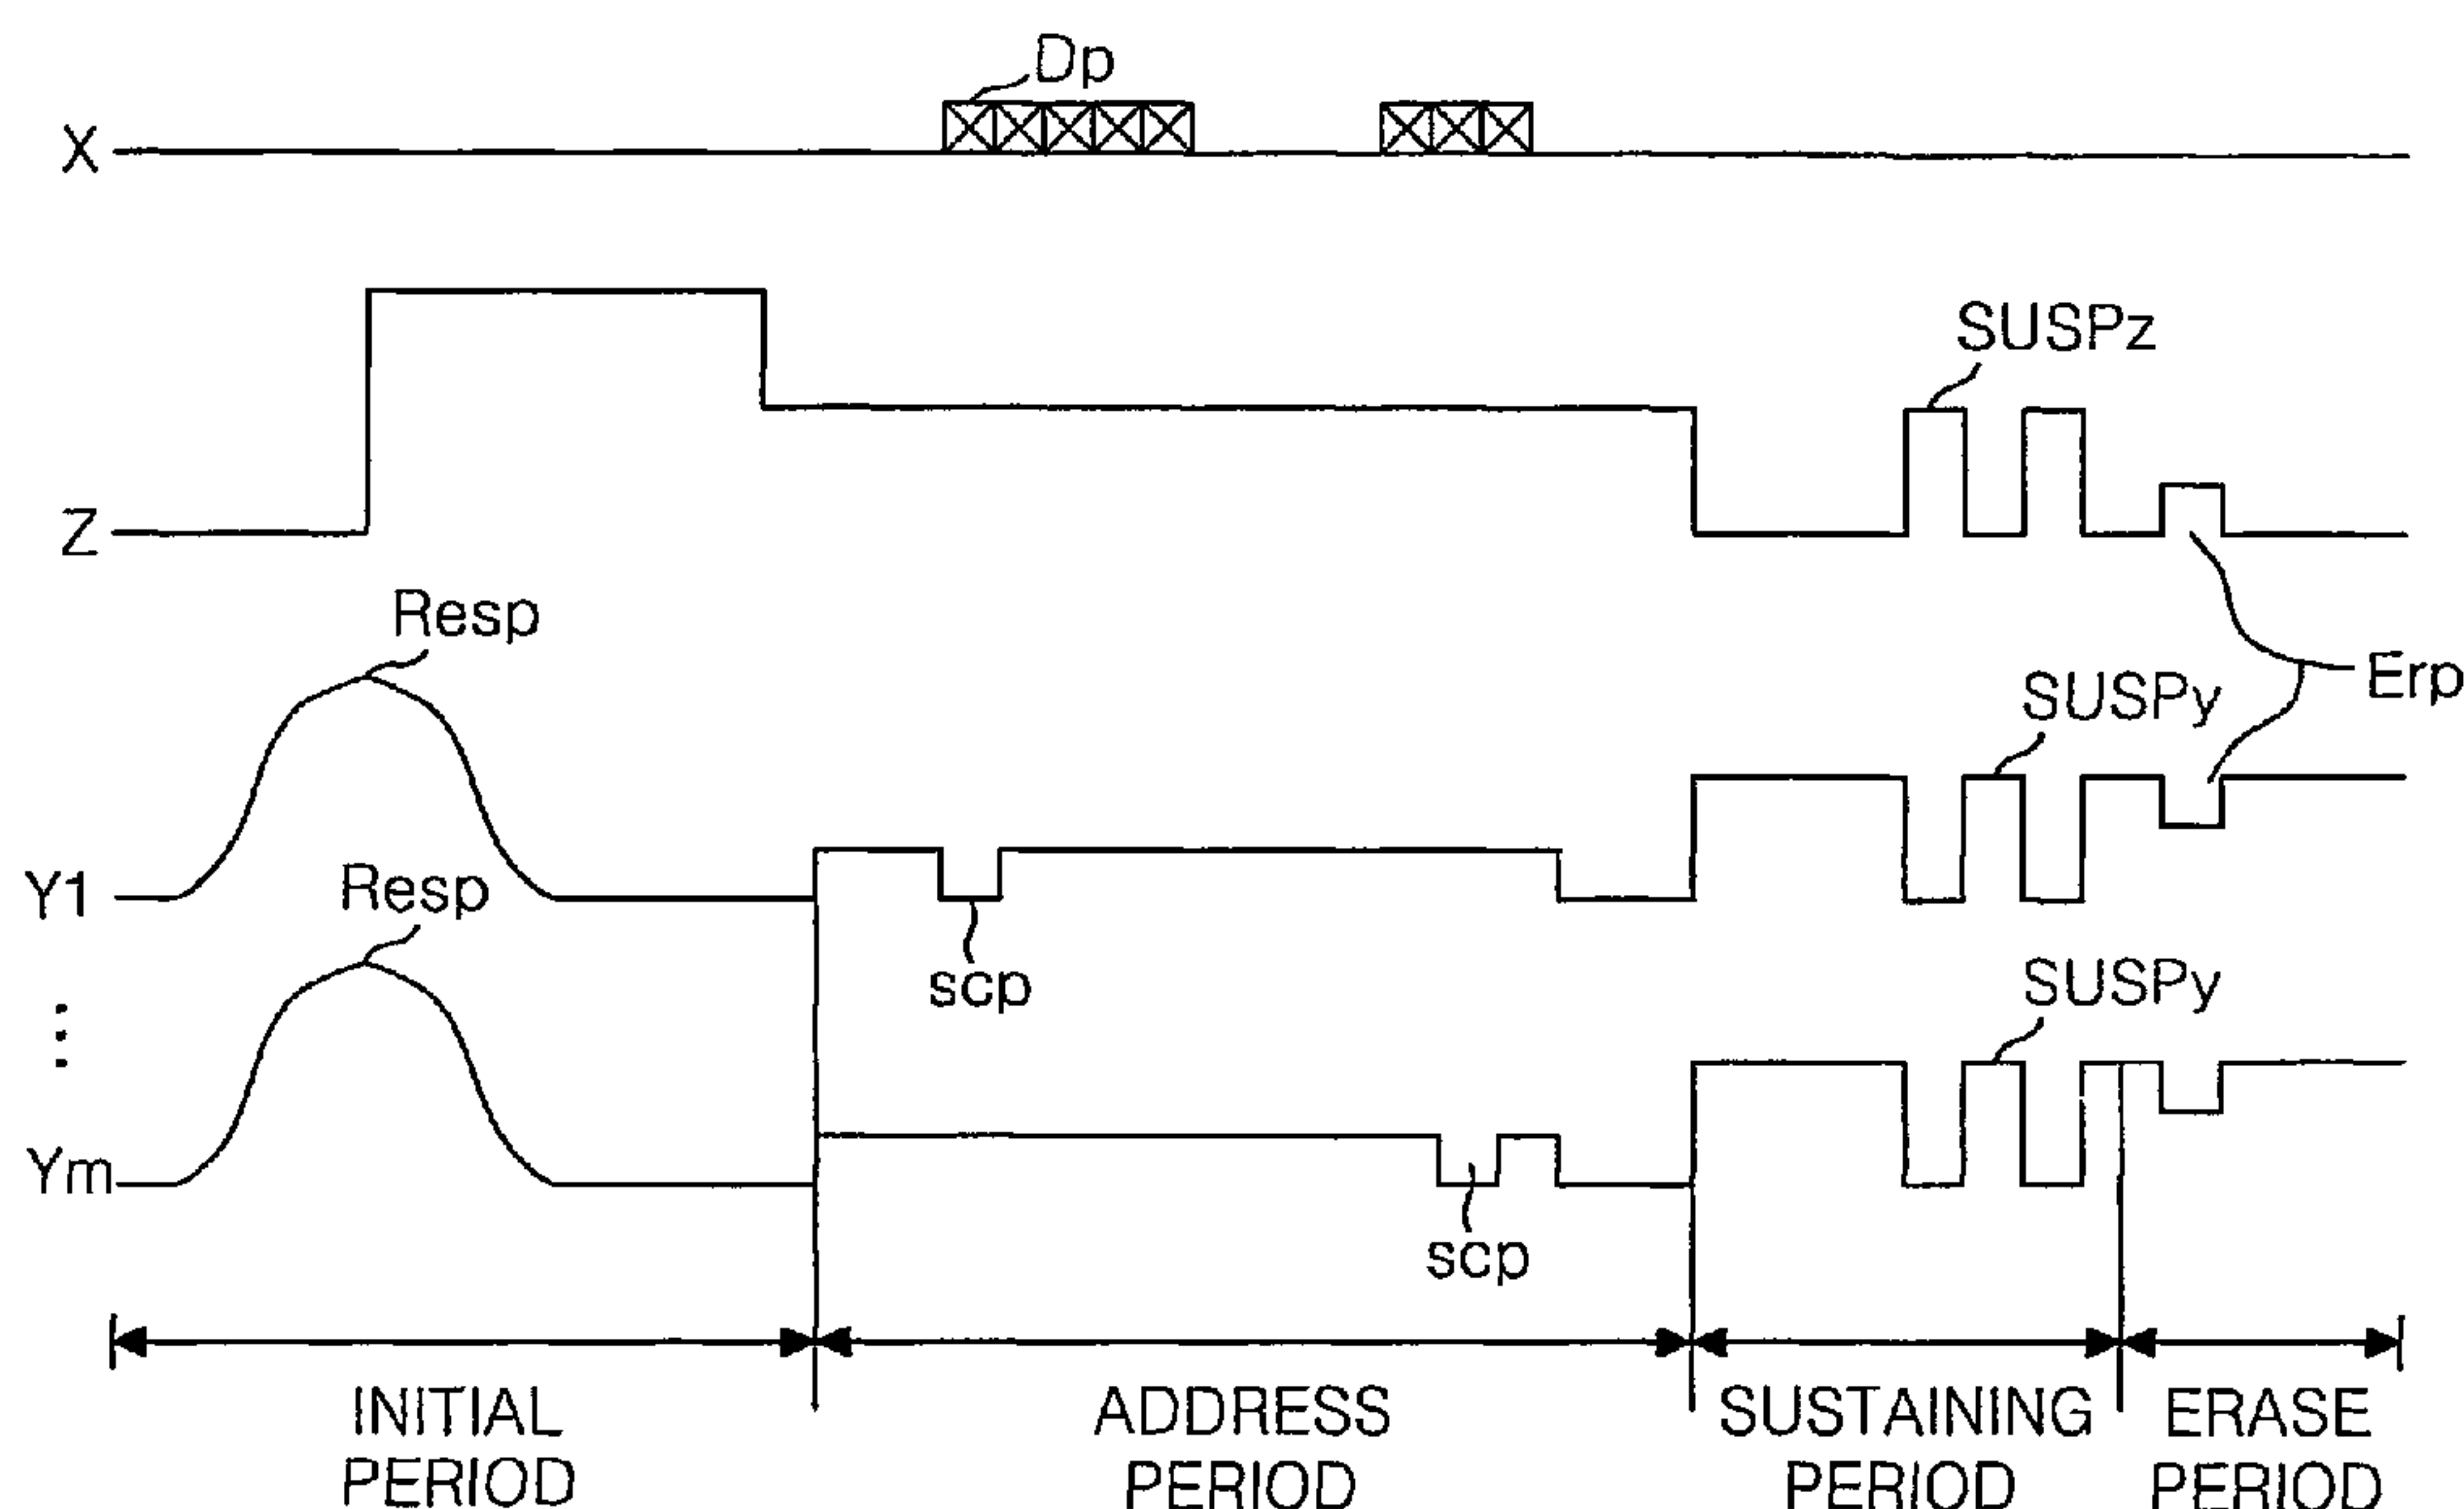 Dp
X
SUSPz
Z
Resp
Erp
SUSPy
Y1
Resp
scp
SUSPy
⋮
Ym
scp
INITIAL
PERIOD
ADDRESS
PERIOD
SUSTAINING
PERIOD
ERASE
PERIOD